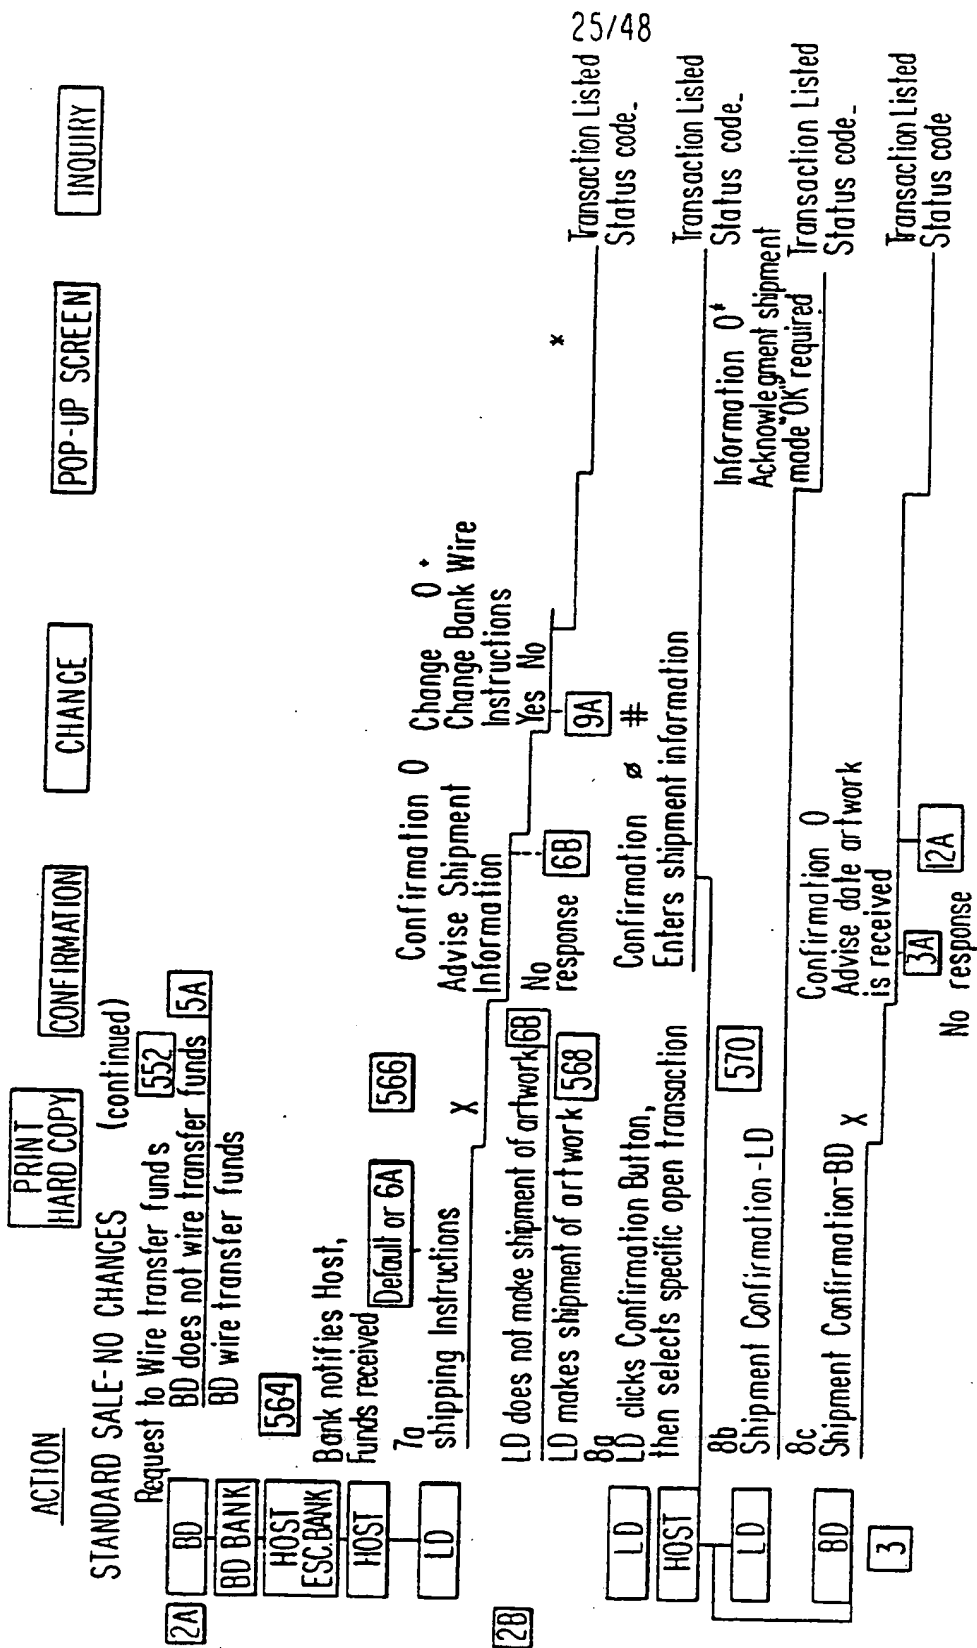 25/48
ACTION
PRINT
HARD COPY
CONFIRMATION
CHANGE
POP-UP SCREEN
INQUIRY
STANDARD SALE-NO CHANGES (continued)
Request to Wire transfer funds 552
2A
BD
BD does not wire transfer funds 5A
BD wire transfer funds
BD BANK
HOST
ESC.BANK
564
HOST
Bank notifies Host,
Funds received
Default or 6A
566
LD
7a
shipping Instructions
X
Confirmation O
Advise Shipment
Information
No
response
6B
Change O +
Change Bank Wire
Instructions
Yes No
9A
#
*
Transaction Listed
Status code_
2B
LD does not make shipment of artwork 6B
LD makes shipment of artwork 568
LD
8a
LD clicks Confirmation Button,
then selects specific open transaction
HOST
Confirmation ø
Enters shipment information
Transaction Listed
Status code_
LD
8b
Shipment Confirmation-LD
570
Information O*
Acknowlegment shipment
made "OK" required
Transaction Listed
Status code_
BD
8c
Shipment Confirmation-BD
X
Confirmation O
Advise date artwork
is received
3A
12A
No
response
Transaction Listed
Status code
3